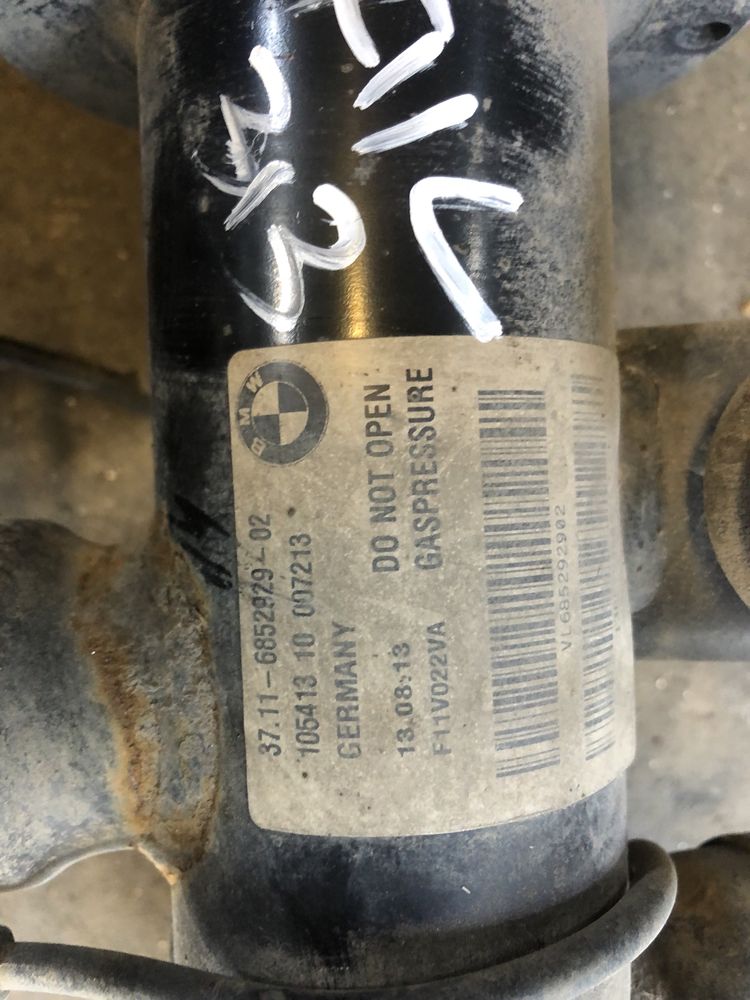 BMW
37.11-6852929-02
105413 10 007213
GERMANY
DO NOT OPEN
13.08.13
GASPRESSURE
F11V022VA
VL685292902